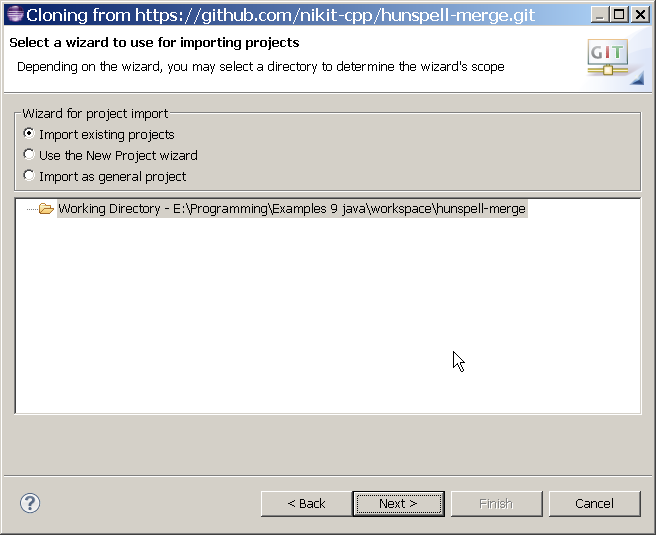 Cloning from https://github.com/nikit-cpp/hunspell-merge.git
Select a wizard to use for importing projects
Depending on the wizard, you may select a directory to determine the wizard's scope
GIT
Wizard for project import
Import existing projects
Use the New Project wizard
Import as general project
Working Directory - E:\Programming\Examples 9 java\workspace\hunspell-merge
?
< Back Next > Finish Cancel